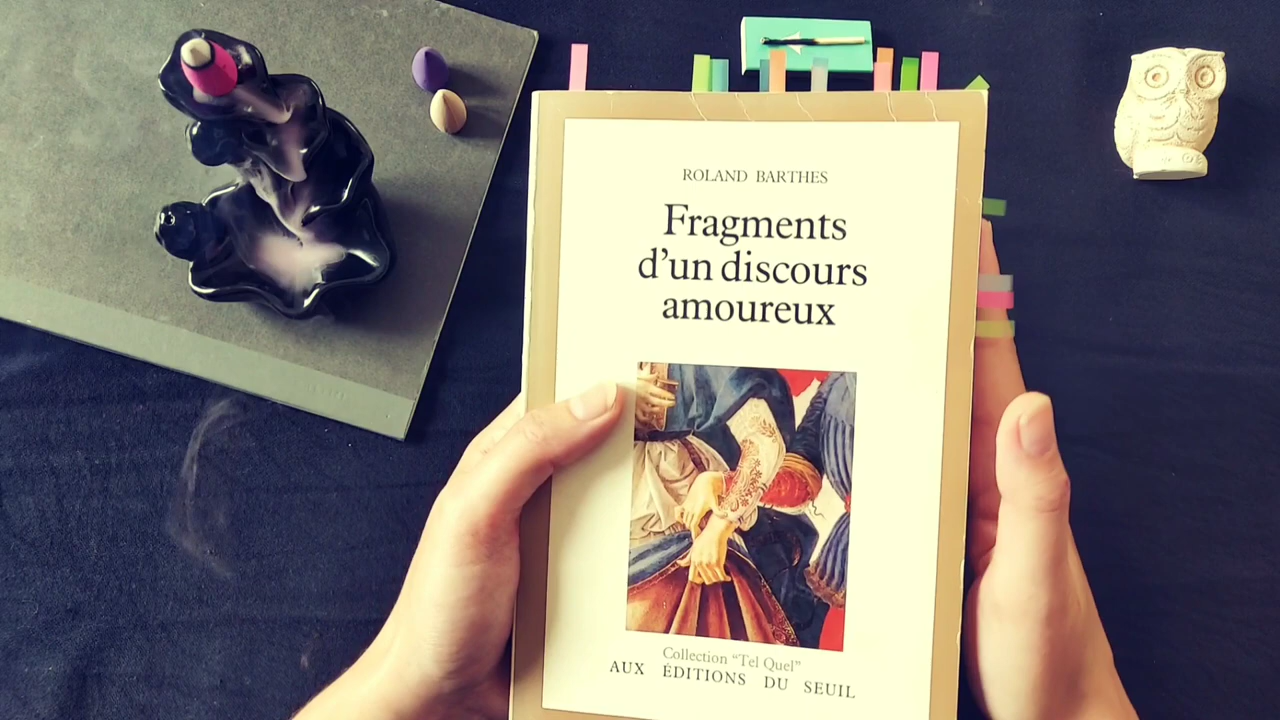 ROLAND BARTHES
Fragments
d'un discours
amoureux
Collection "Tel Quel"
AUX ÉDITIONS DU SEUIL